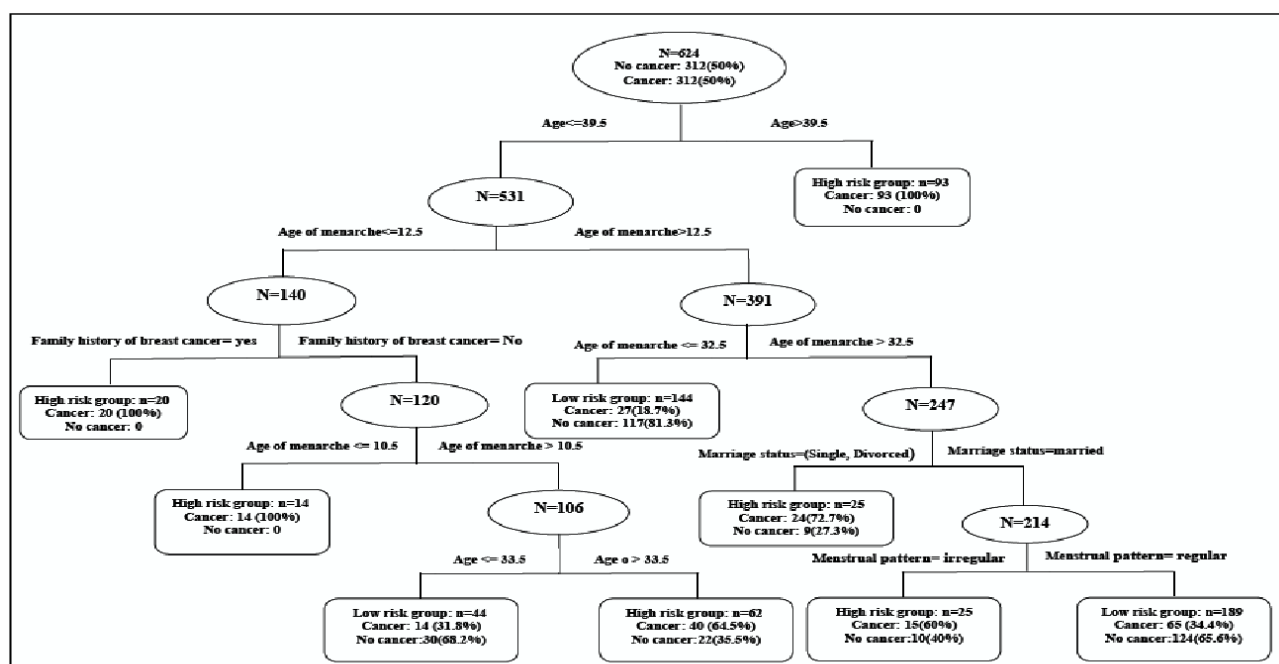 N=624
No cancer: 312(50%)
Cancer: 312(50%)
Age<=39.5
Age>39.5
High risk group: n=93
Cancer: 93 (100%)
No cancer: 0
N=531
Age of menarche<=12.5
Age of menarche>12.5
N=140
N=391
Family history of breast cancer= yes
Family history of breast cancer= No
Age of menarche <= 32.5
Age of menarche > 32.5
High risk group: n=20
Cancer: 20 (100%)
No cancer: 0
N=120
Low risk group: n=144
Cancer: 27(18.7%)
No cancer: 117(81.3%)
N=247
Age of menarche <= 10.5
Age of menarche > 10.5
Marriage status=(Single, Divorced)
Marriage status=married
High risk group: n=14
Cancer: 14 (100%)
No cancer: 0
N=106
High risk group: n=25
Cancer: 24(72.7%)
No cancer: 9(27.3%)
N=214
Age <= 33.5
Age o > 33.5
Menstrual pattern= irregular
Menstrual pattern= regular
Low risk group: n=44
Cancer: 14 (31.8%)
No cancer:30(68.2%)
High risk group: n=62
Cancer: 40 (64.5%)
No cancer:22(35.5%)
High risk group: n=25
Cancer: 15(60%)
No cancer:10(40%)
Low risk group: n=189
Cancer: 65 (34.4%)
No cancer:124(65.6%)